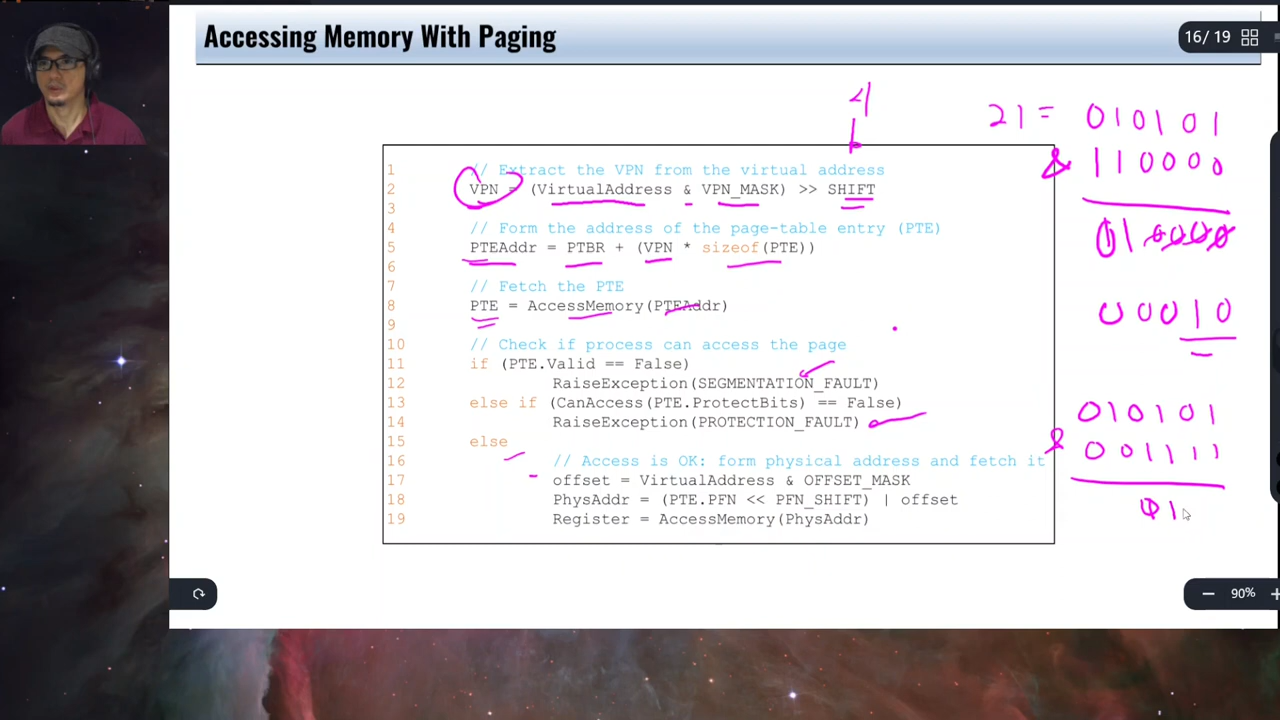 Accessing Memory With Paging
16/ 19
4
21 = 010101
& 110000
010000
1 // Extract the VPN from the virtual address
2 VPN = (VirtualAddress & VPN_MASK) >> SHIFT
3
4 // Form the address of the page-table entry (PTE)
5 PTEAddr = PTBR + (VPN * sizeof(PTE))
6
7 // Fetch the PTE
8 PTE = AccessMemory(PTEAddr)
9
10 // Check if process can access the page
11 if (PTE.Valid == False)
12 RaiseException(SEGMENTATION_FAULT)
13 else if (CanAccess(PTE.ProtectBits) == False)
14 RaiseException(PROTECTION_FAULT)
15 else
16 // Access is OK: form physical address and fetch it
17 offset = VirtualAddress & OFFSET_MASK
18 PhysAddr = (PTE.PFN << PFN_SHIFT) | offset
19 Register = AccessMemory(PhysAddr)
00010
010101
& 001111
01
90%